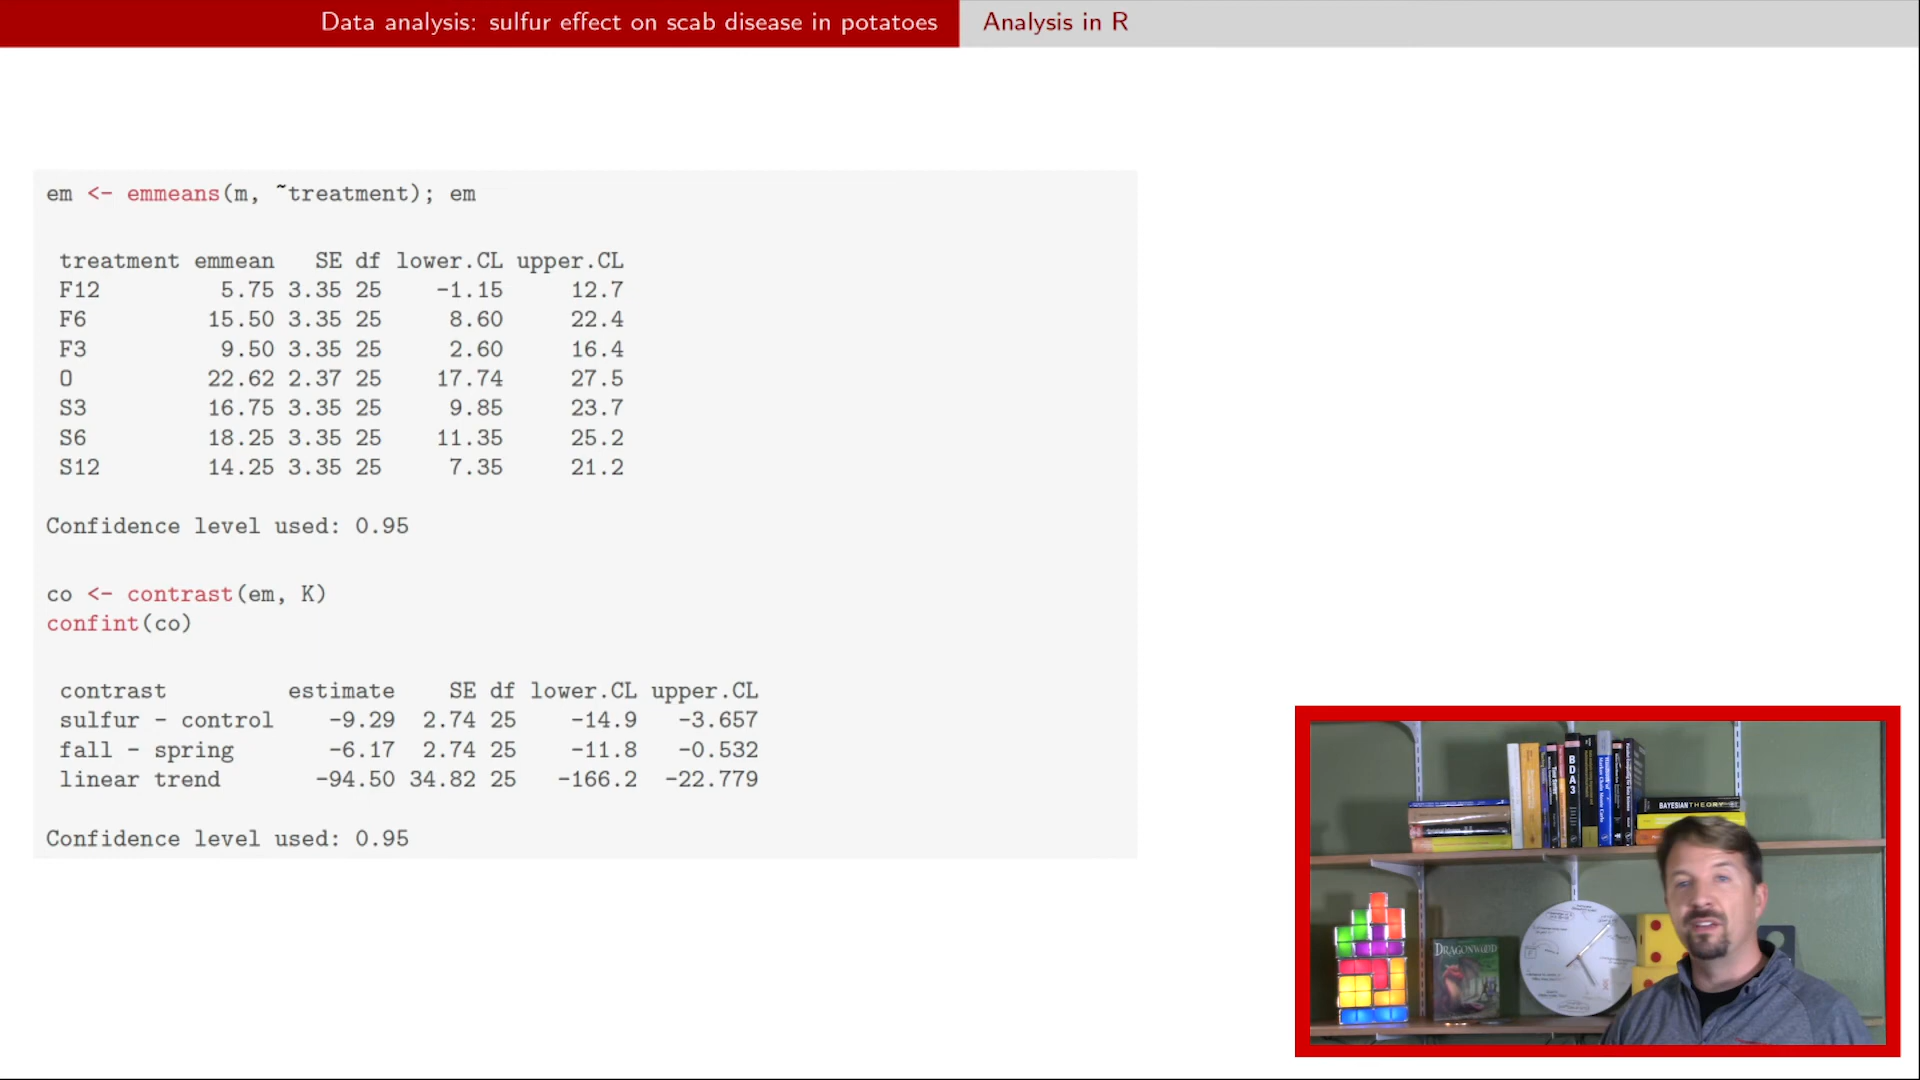 Data analysis: sulfur effect on scab disease in potatoes Analysis in R
em <- emmeans(m, ~treatment); em
treatment emmean SE df lower.CL upper.CL
F12 5.75 3.35 25 -1.15 12.7
F6 15.50 3.35 25 8.60 22.4
F3 9.50 3.35 25 2.60 16.4
O 22.62 2.37 25 17.74 27.5
S3 16.75 3.35 25 9.85 23.7
S6 18.25 3.35 25 11.35 25.2
S12 14.25 3.35 25 7.35 21.2
Confidence level used: 0.95
co <- contrast(em, K)
confint(co)
contrast estimate SE df lower.CL upper.CL
sulfur - control -9.29 2.74 25 -14.9 -3.657
fall - spring -6.17 2.74 25 -11.8 -0.532
linear trend -94.50 34.82 25 -166.2 -22.779
Confidence level used: 0.95
BDA3
BAYESIAN THEORY
DRAGONWOOD